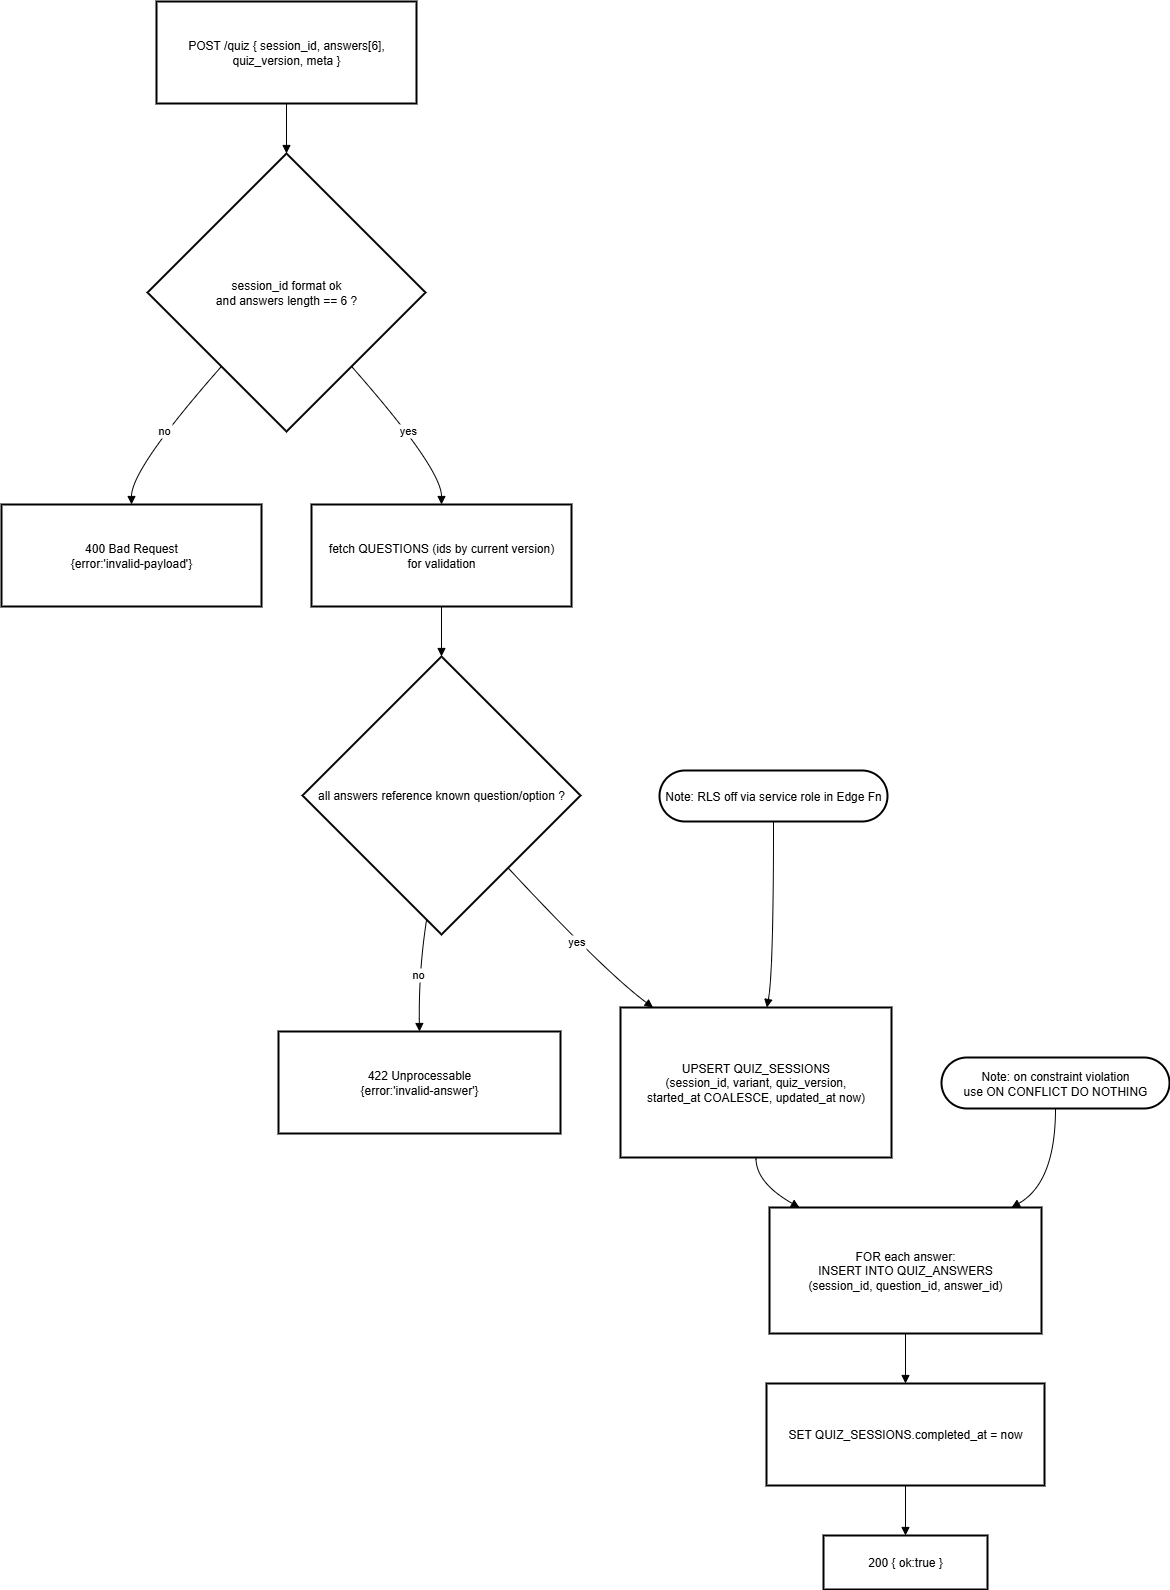 POST /quiz { session_id, answers[6],
quiz_version, meta }
session_id format ok
and answers length == 6 ?
no
yes
400 Bad Request
{error:'invalid-payload'}
fetch QUESTIONS (ids by current version)
for validation
all answers reference known question/option ?
Note: RLS off via service role in Edge Fn
yes
no
422 Unprocessable
{error:'invalid-answer'}
UPSERT QUIZ_SESSIONS
(session_id, variant, quiz_version,
started_at COALESCE, updated_at now)
Note: on constraint violation
use ON CONFLICT DO NOTHING
FOR each answer:
INSERT INTO QUIZ_ANSWERS
(session_id, question_id, answer_id)
SET QUIZ_SESSIONS.completed_at = now
200 { ok:true }